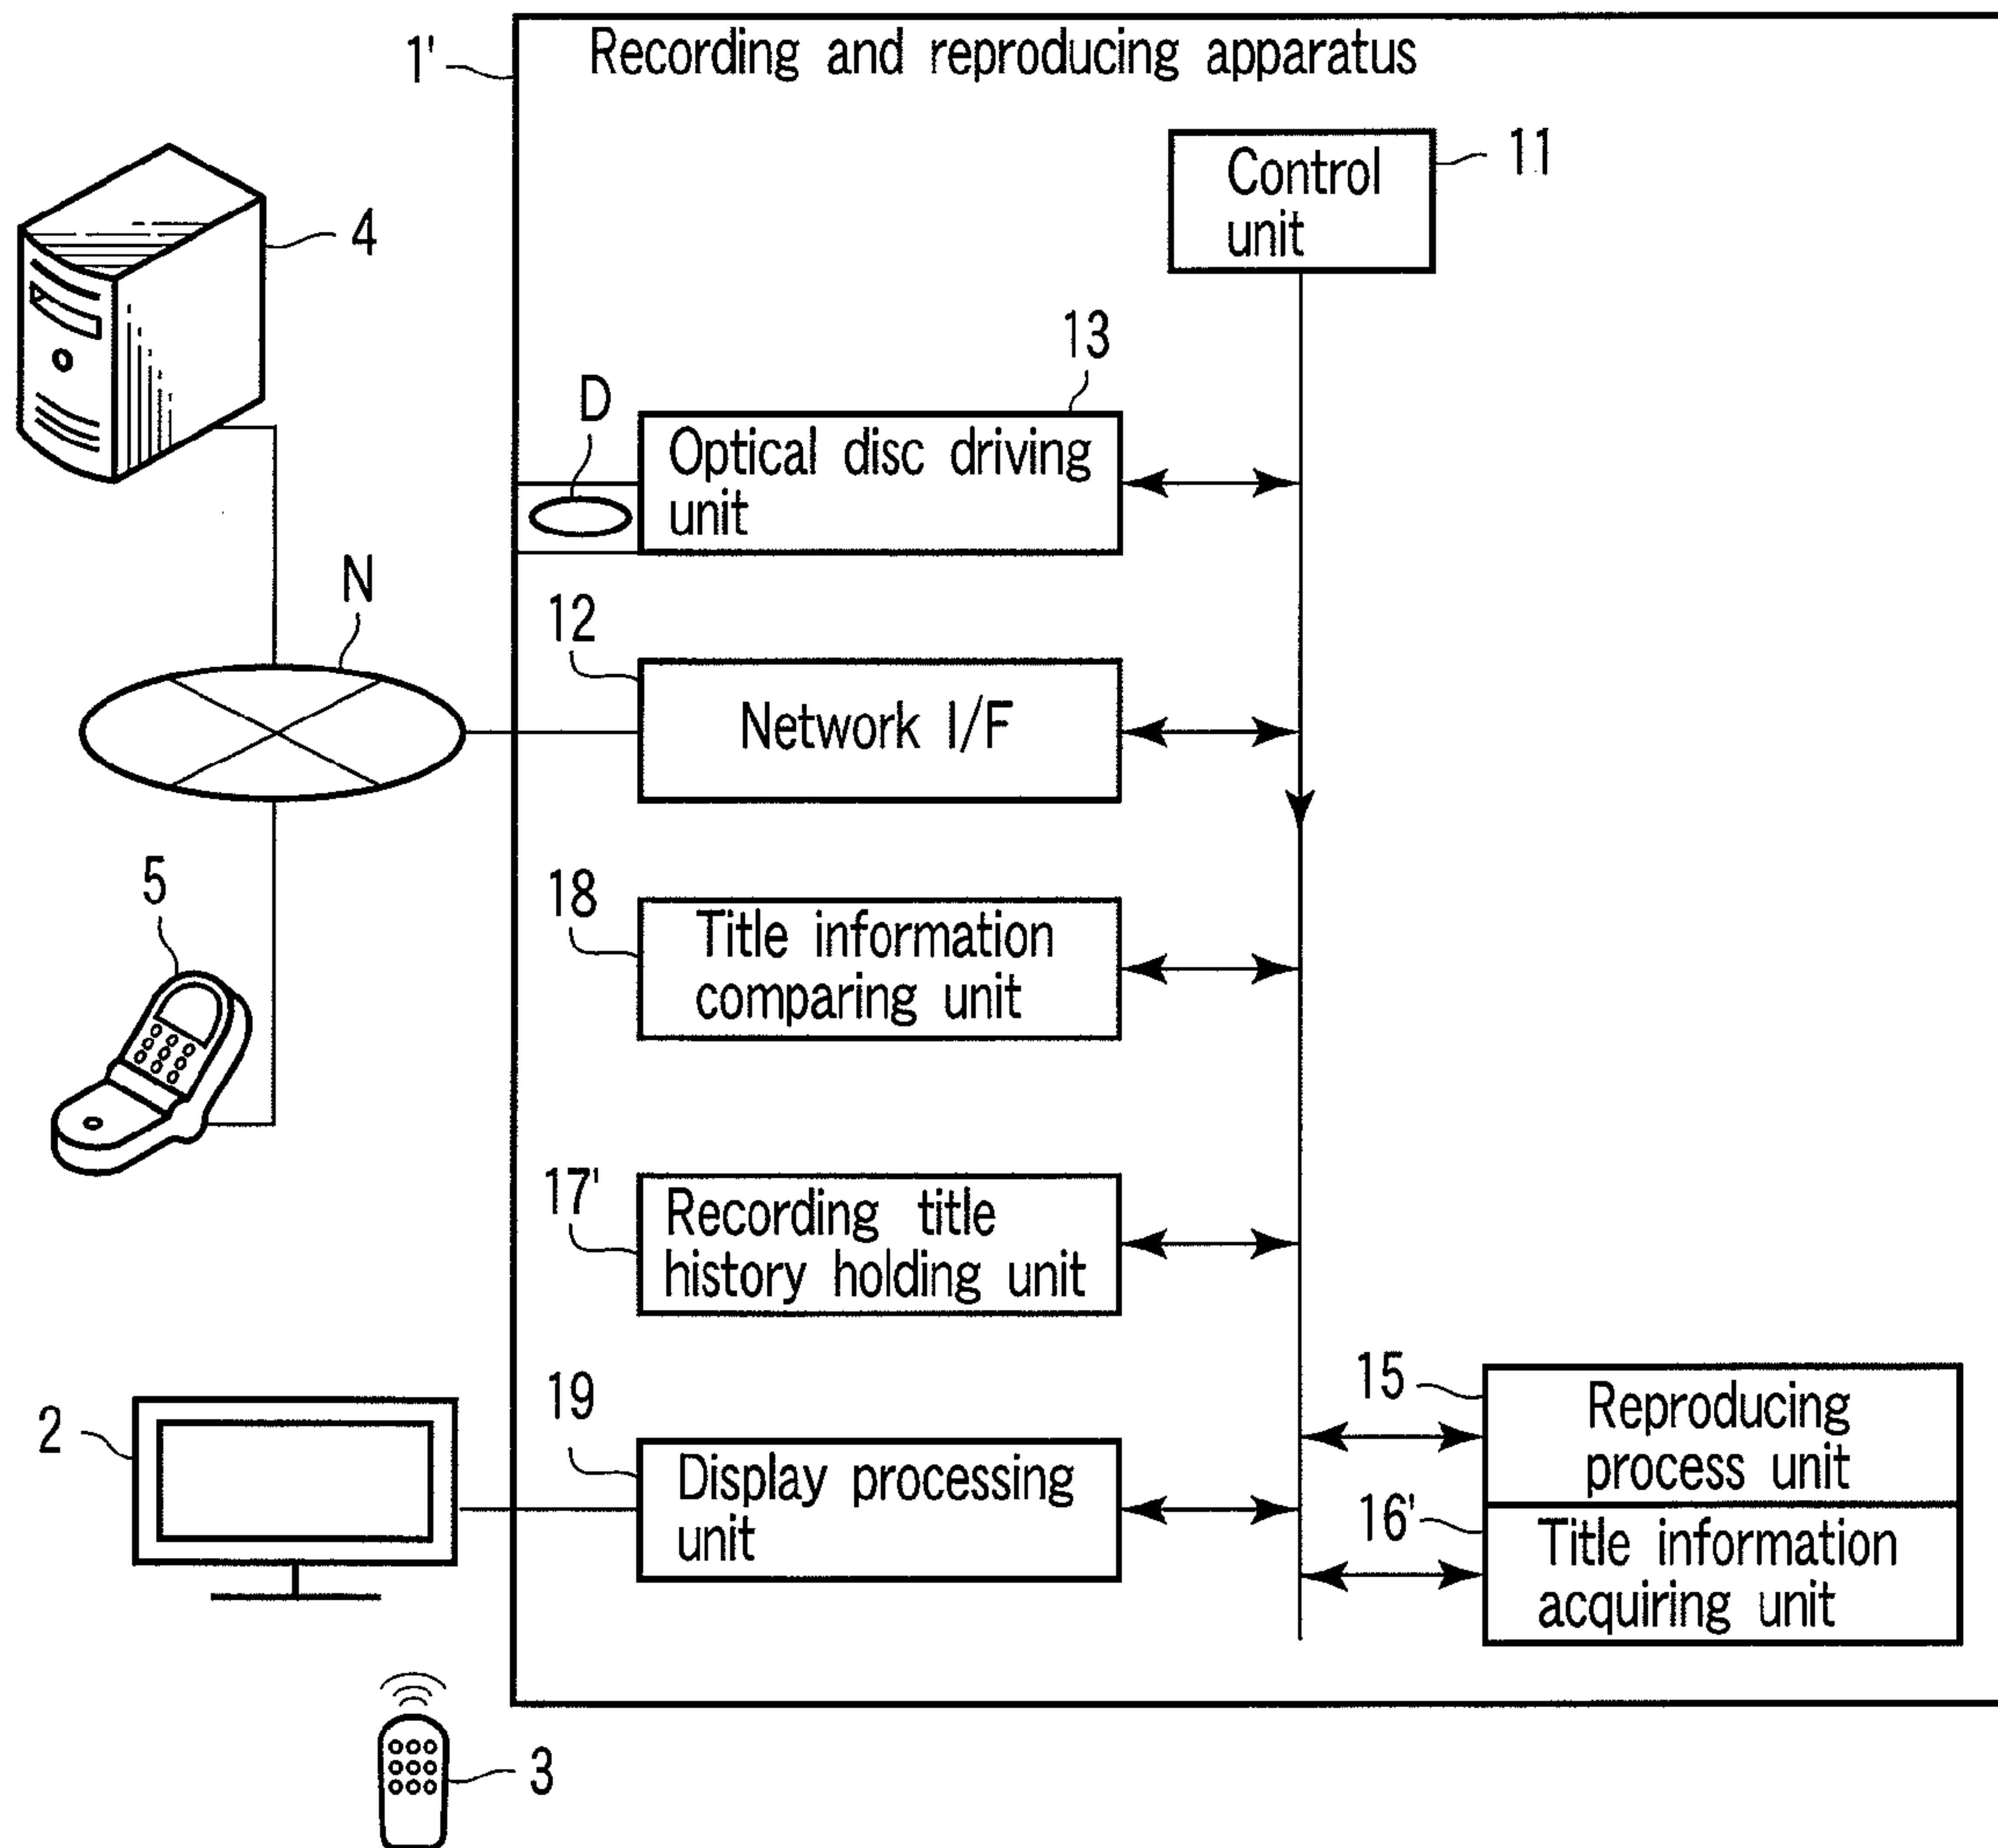 1'
Recording and reproducing apparatus
Control
unit
11
4
13
D
Optical disc driving
unit
N
12
Network I/F
5
18
Title information
comparing unit
17'
Recording title
history holding unit
15
Reproducing
process unit
2
19
Display processing
unit
16'
Title information
acquiring unit
3